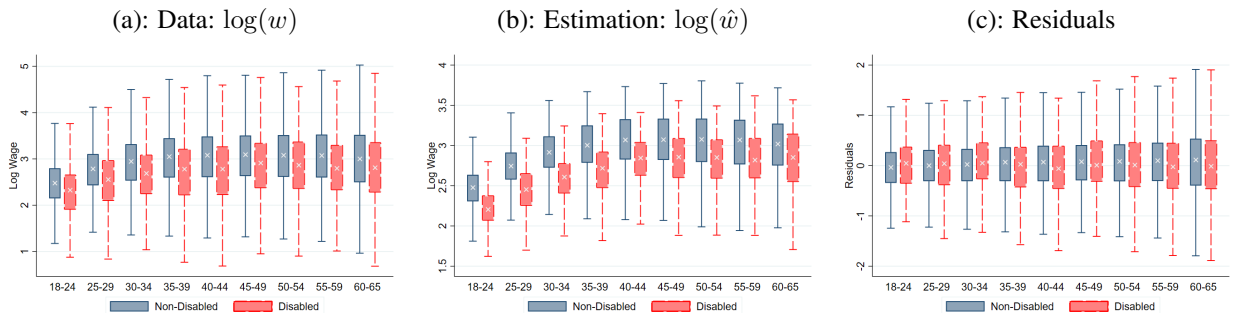 (a): Data: log(w)
Log Wage
5
4
3
2
1
18-24 25-29 30-34 35-39 40-44 45-49 50-54 55-59 60-65
Non-Disabled Disabled
(b): Estimation: log(ŵ)
Log Wage
4
3.5
3
2.5
2
1.5
18-24 25-29 30-34 35-39 40-44 45-49 50-54 55-59 60-65
Non-Disabled Disabled
(c): Residuals
Residuals
2
1
0
-1
-2
18-24 25-29 30-34 35-39 40-44 45-49 50-54 55-59 60-65
Non-Disabled Disabled